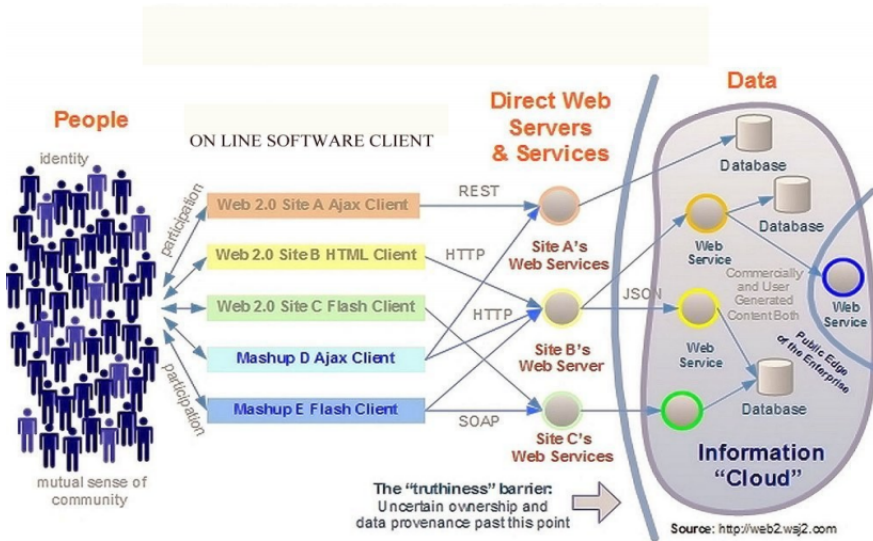 People
identity
participation
participation
mutual sense of
community
ON LINE SOFTWARE CLIENT
Web 2.0 Site A Ajax Client
Web 2.0 Site B HTML Client
Web 2.0 Site C Flash Client
Mashup D Ajax Client
Mashup E Flash Client
REST
HTTP
HTTP
SOAP
Direct Web
Servers
& Services
Site A's
Web Services
Site B's
Web Server
Site C's
Web Services
JSON
The "truthiness" barrier:
Uncertain ownership and
data provenance past this point
Data
Database
Database
Web
Service
Commercially
and User
Generated
Content Both
Web
Service
Web
Service
Public Edge
of the Enterprise
Database
Information
"Cloud"
Source: http://web2.wsj2.com